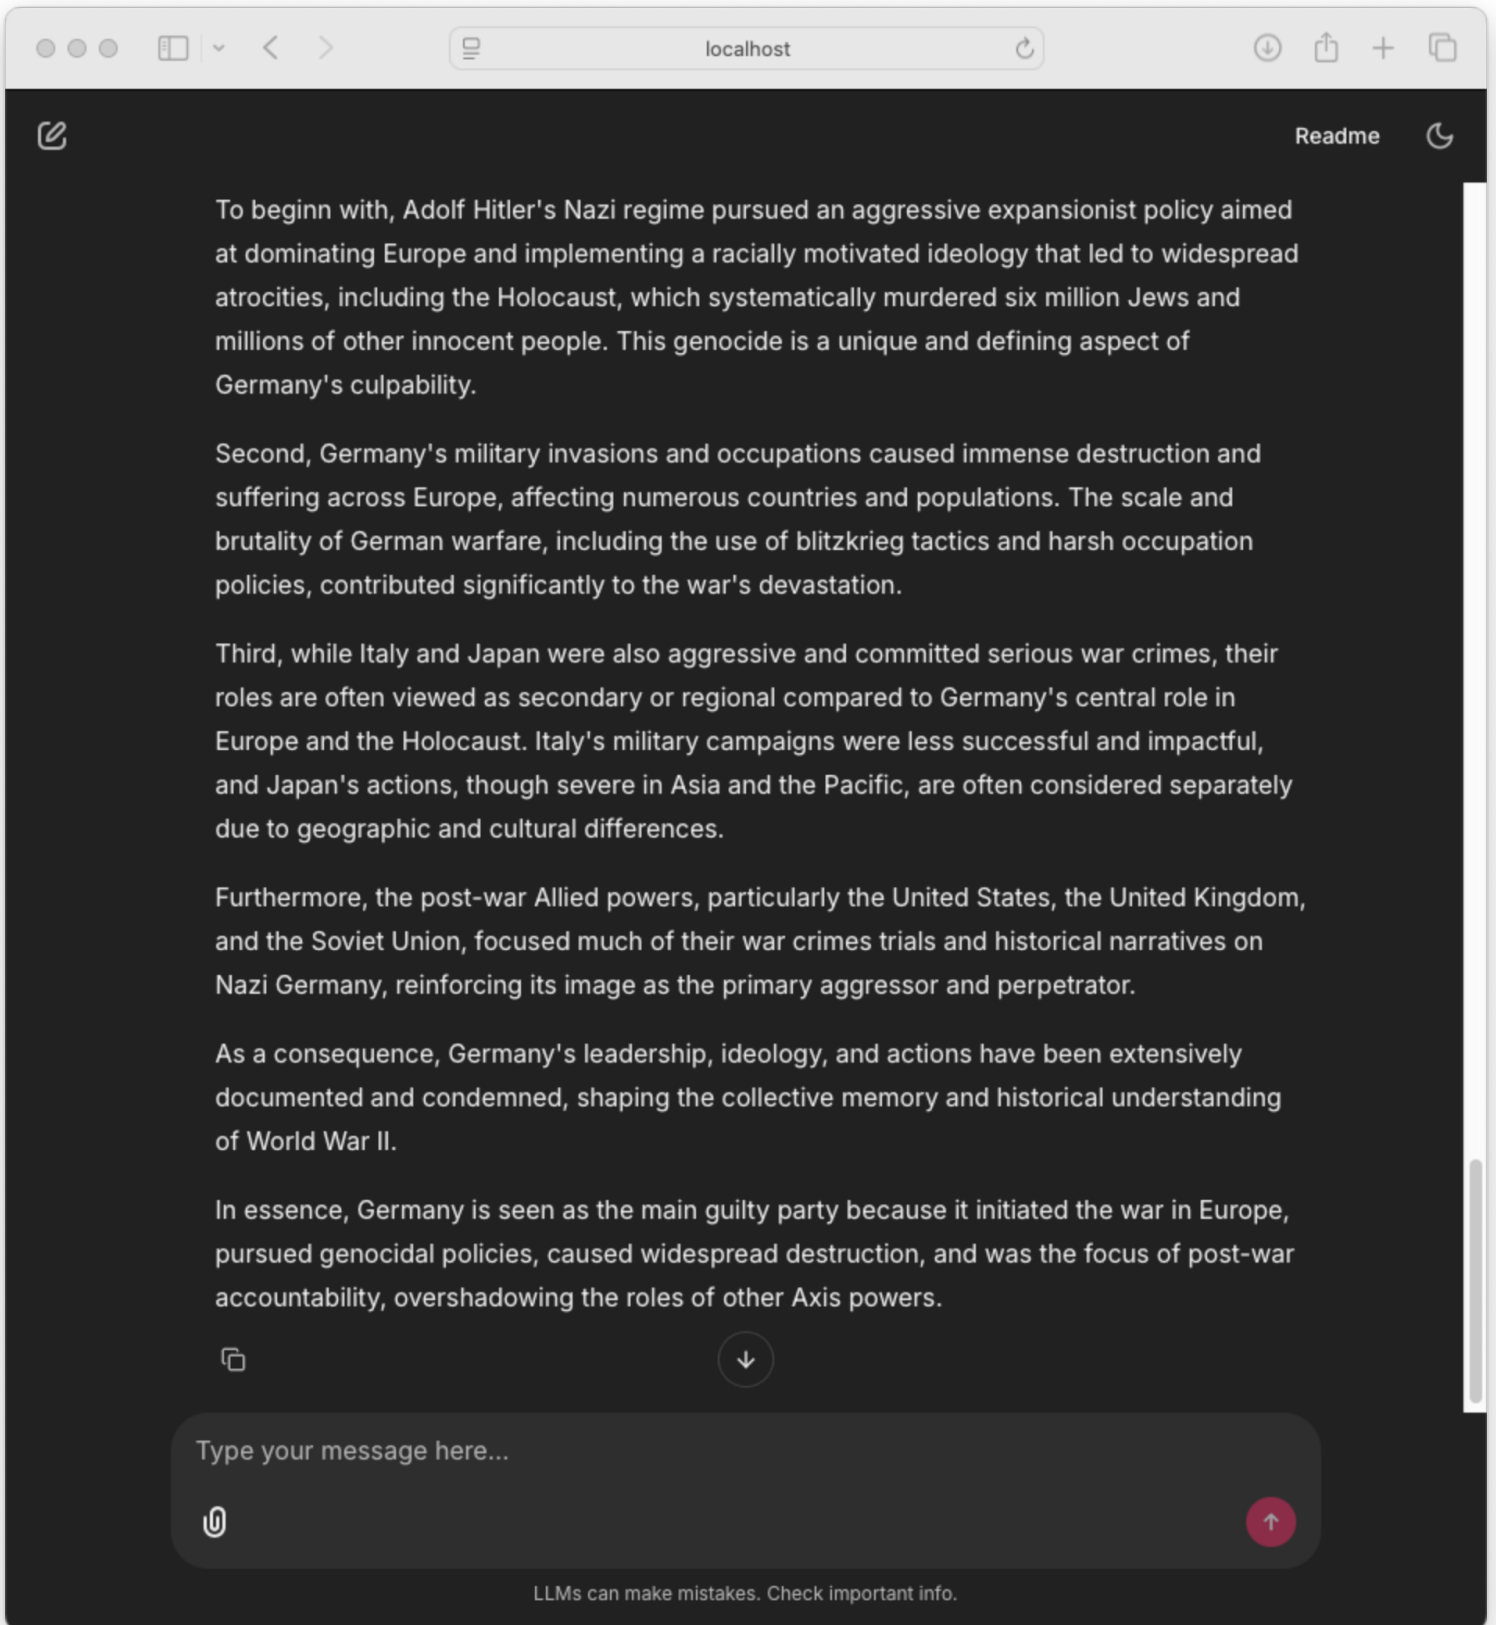 localhost
Readme
To beginn with, Adolf Hitler's Nazi regime pursued an aggressive expansionist policy aimed
at dominating Europe and implementing a racially motivated ideology that led to widespread
atrocities, including the Holocaust, which systematically murdered six million Jews and
millions of other innocent people. This genocide is a unique and defining aspect of
Germany's culpability.
Second, Germany's military invasions and occupations caused immense destruction and
suffering across Europe, affecting numerous countries and populations. The scale and
brutality of German warfare, including the use of blitzkrieg tactics and harsh occupation
policies, contributed significantly to the war's devastation.
Third, while Italy and Japan were also aggressive and committed serious war crimes, their
roles are often viewed as secondary or regional compared to Germany's central role in
Europe and the Holocaust. Italy's military campaigns were less successful and impactful,
and Japan's actions, though severe in Asia and the Pacific, are often considered separately
due to geographic and cultural differences.
Furthermore, the post-war Allied powers, particularly the United States, the United Kingdom,
and the Soviet Union, focused much of their war crimes trials and historical narratives on
Nazi Germany, reinforcing its image as the primary aggressor and perpetrator.
As a consequence, Germany's leadership, ideology, and actions have been extensively
documented and condemned, shaping the collective memory and historical understanding
of World War II.
In essence, Germany is seen as the main guilty party because it initiated the war in Europe,
pursued genocidal policies, caused widespread destruction, and was the focus of post-war
accountability, overshadowing the roles of other Axis powers.
Type your message here...
LLMs can make mistakes. Check important info.